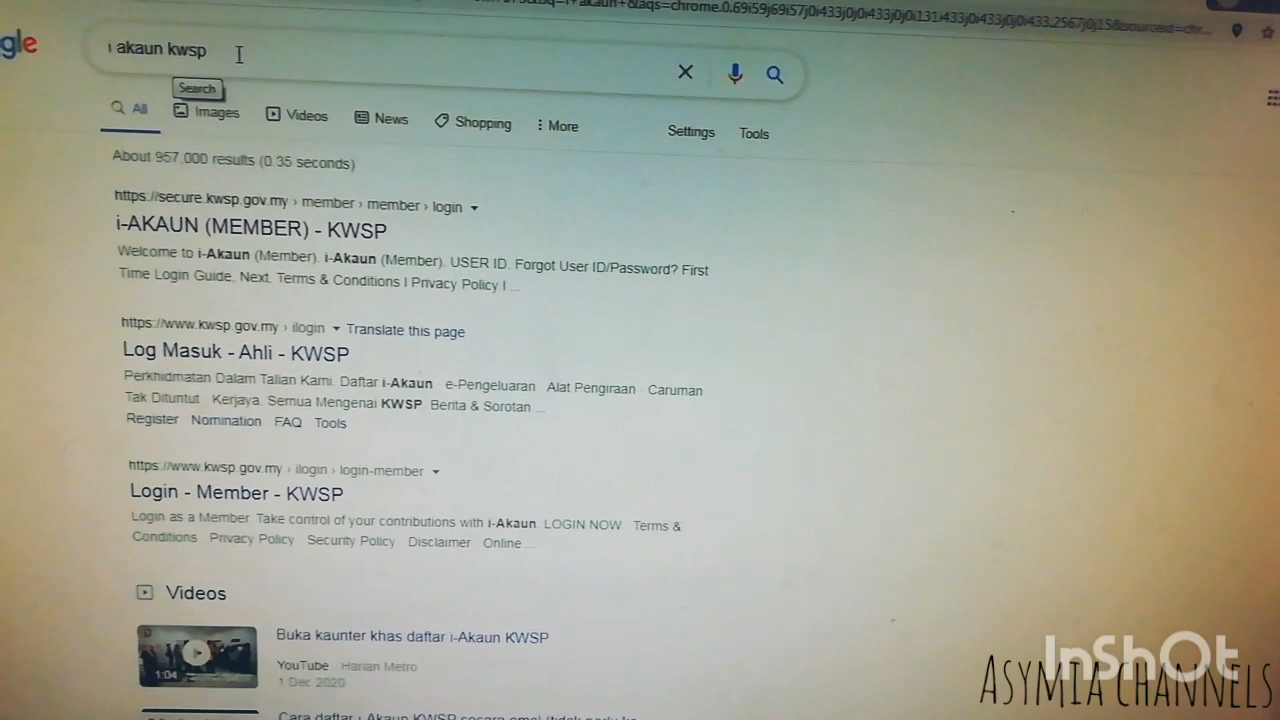 gle
i akaun kwsp
Search
All Images Videos News Shopping More Settings Tools
About 957,000 results (0.35 seconds)
https://secure.kwsp.gov.my › member › member › login
i-AKAUN (MEMBER) - KWSP
Welcome to i-Akaun (Member). i-Akaun (Member). USER ID. Forgot User ID/Password? First
Time Login Guide. Next. Terms & Conditions I Privacy Policy I ...
https://www.kwsp.gov.my › ilogin Translate this page
Log Masuk - Ahli - KWSP
Perkhidmatan Dalam Talian Kami. Daftar i-Akaun · e-Pengeluaran · Alat Pengiraan · Caruman
Tak Dituntut · Kerjaya. Semua Mengenai KWSP · Berita & Sorotan ...
Register · Nomination · FAQ · Tools
https://www.kwsp.gov.my › ilogin › login-member
Login - Member - KWSP
Login as a Member. Take control of your contributions with i-Akaun. LOGIN NOW · Terms &
Conditions · Privacy Policy · Security Policy · Disclaimer · Online ...
Videos
1:04
Buka kaunter khas daftar i-Akaun KWSP
YouTube · Harian Metro
1 Dec 2020
Cara daftar i-Akaun KWSP secara
InShOt
ASYMIA CHANNELS